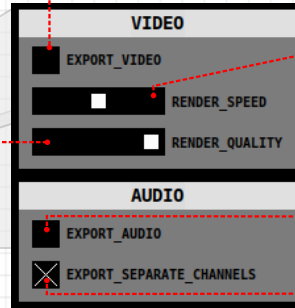 VIDEO
EXPORT_VIDEO
RENDER_SPEED
RENDER_QUALITY
AUDIO
EXPORT_AUDIO
EXPORT_SEPARATE_CHANNELS